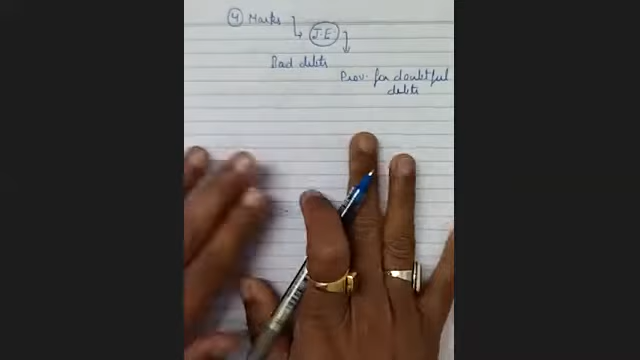 4 Marks
J.E.
Bad debts
Prov. for doubtful
debts